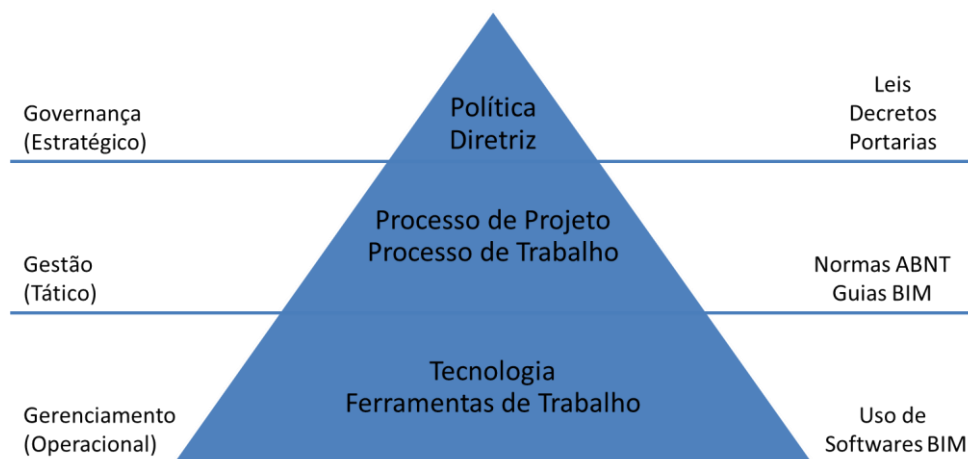 Governança
(Estratégico)
Política
Diretriz
Leis
Decretos
Portarias
Gestão
(Tático)
Processo de Projeto
Processo de Trabalho
Normas ABNT
Guias BIM
Gerenciamento
(Operacional)
Tecnologia
Ferramentas de Trabalho
Uso de
Softwares BIM